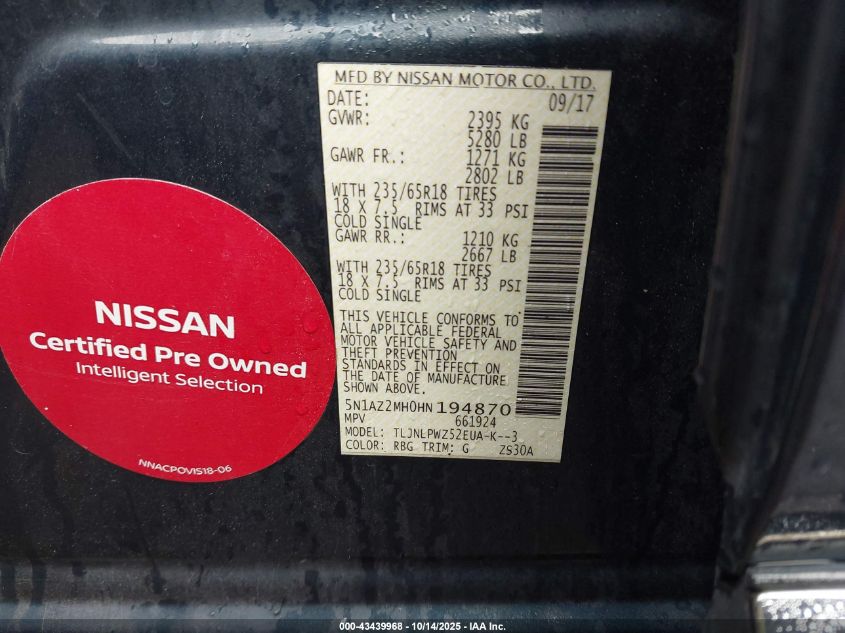 MFD BY NISSAN MOTOR CO., LTD.
DATE: 09/17
GVWR: 2395 KG
5280 LB
GAWR FR.: 1271 KG
2802 LB
WITH 235/65R18 TIRES
18 X 7.5 RIMS AT 33 PSI
COLD SINGLE
GAWR RR.: 1210 KG
2667 LB
WITH 235/65R18 TIRES
18 X 7.5 RIMS AT 33 PSI
COLD SINGLE
THIS VEHICLE CONFORMS TO
ALL APPLICABLE FEDERAL
MOTOR VEHICLE SAFETY AND
THEFT PREVENTION
STANDARDS IN EFFECT ON
THE DATE OF MANUFACTURE
SHOWN ABOVE.
5N1AZ2MH0HN194870
MPV 661924
MODEL: TLJNLPWZ52EUA-K--3
COLOR: RBG TRIM: G ZS30A
NISSAN
Certified Pre Owned
Intelligent Selection
NNACPOVIS18-06
000-43439968 - 10/14/2025 - IAA Inc.